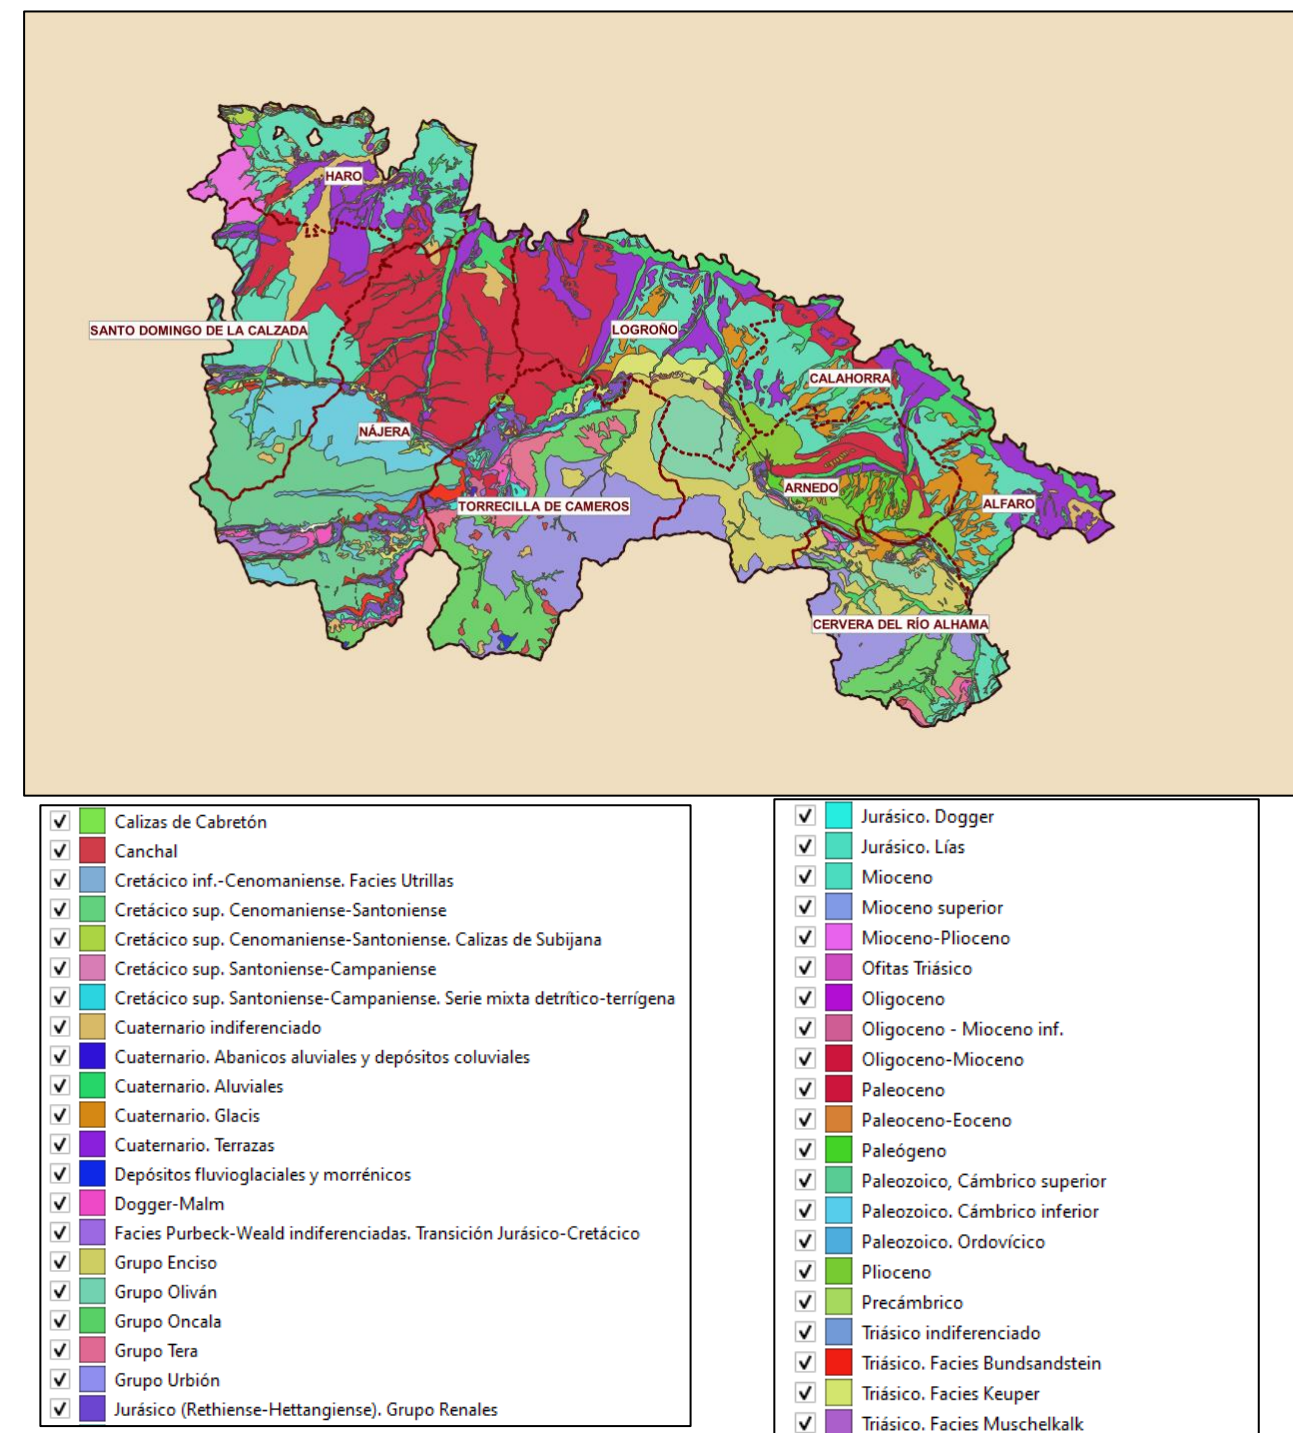 HARO
SANTO DOMINGO DE LA CALZADA
LOGROÑO
CALAHORRA
NÁJERA
ARNEDO
TORRECILLA DE CAMEROS
ALFARO
CERVERA DEL RÍO ALHAMA
Calizas de Cabretón
Canchal
Cretácico inf.-Cenomaniense. Facies Utrillas
Cretácico sup. Cenomaniense-Santoniense
Cretácico sup. Cenomaniense-Santoniense. Calizas de Subijana
Cretácico sup. Santoniense-Campaniense
Cretácico sup. Santoniense-Campaniense. Serie mixta detrítico-terrígena
Cuaternario indiferenciado
Cuaternario. Abanicos aluviales y depósitos coluviales
Cuaternario. Aluviales
Cuaternario. Glacis
Cuaternario. Terrazas
Depósitos fluvioglaciales y morrénicos
Dogger-Malm
Facies Purbeck-Weald indiferenciadas. Transición Jurásico-Cretácico
Grupo Enciso
Grupo Oliván
Grupo Oncala
Grupo Tera
Grupo Urbión
Jurásico (Rethiense-Hettangiense). Grupo Renales
Jurásico. Dogger
Jurásico. Lías
Mioceno
Mioceno superior
Mioceno-Plioceno
Ofitas Triásico
Oligoceno
Oligoceno - Mioceno inf.
Oligoceno-Mioceno
Paleoceno
Paleoceno-Eoceno
Paleógeno
Paleozoico, Cámbrico superior
Paleozoico. Cámbrico inferior
Paleozoico. Ordovícico
Plioceno
Precámbrico
Triásico indiferenciado
Triásico. Facies Bundsandstein
Triásico. Facies Keuper
Triásico. Facies Muschelkalk